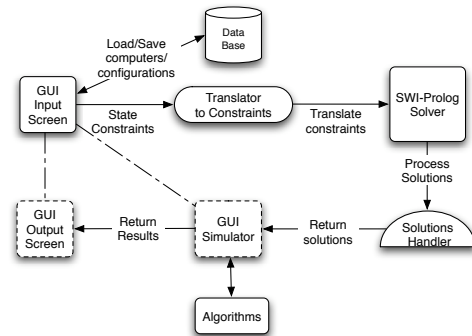 Load/Save
computers/
configurations
Data
Base
GUI
Input
Screen
State
Constraints
Translator
to Constraints
Translate
constraints
SWI-Prolog
Solver
Process
Solutions
GUI
Output
Screen
Return
Results
GUI
Simulator
Return
solutions
Solutions
Handler
Algorithms